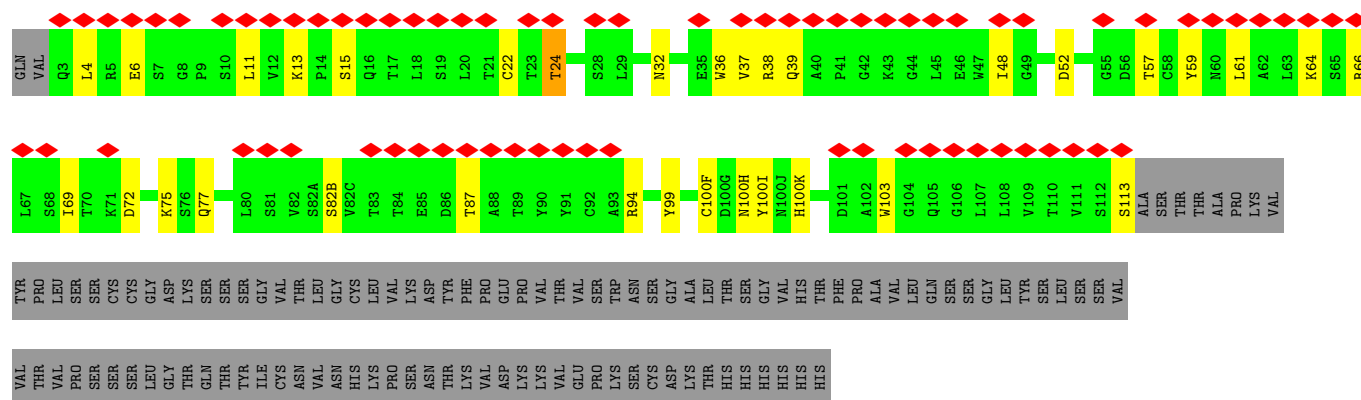 GLN VAL Q3 L4 R5 E6 S7 G8 P9 S10 L11 V12 K13 P14 S15 Q16 T17 L18 S19 L20 T21 C22 T23 T24 S28 L29 N32 E35 W36 V37 R38 Q39 A40 P41 G42 K43 G44 L45 E46 W47 I48 G49 D52 G55 D56 T57 C58 Y59 N60 L61 A62 L63 K64 S65 R66
L67 S68 I69 T70 K71 D72 K75 S76 Q77 L80 S81 V82 S82A S82B V82C T83 T84 E85 D86 T87 A88 T89 Y90 Y91 C92 A93 R94 Y99 C100F D100G N100H Y100I N100J H100K D101 A102 W103 G104 Q105 G106 L107 L108 V109 T110 V111 S112 S113 ALA SER THR THR ALA PRO LYS VAL
TYR PRO LEU SER SER CYS CYS GLY ASP LYS SER SER SER GLY VAL THR LEU GLY CYS LEU VAL LYS ASP TYR PHE PRO GLU PRO VAL THR VAL SER TRP ASN SER GLY ALA LEU THR SER GLY VAL HIS THR PHE PRO ALA VAL LEU GLN SER SER GLY LEU TYR SER LEU SER SER VAL
VAL THR VAL PRO SER SER SER LEU GLY THR GLN THR TYR ILE CYS ASN VAL ASN HIS LYS PRO SER ASN THR LYS VAL ASP LYS LYS VAL GLU PRO LYS SER CYS ASP LYS THR HIS HIS HIS HIS HIS HIS